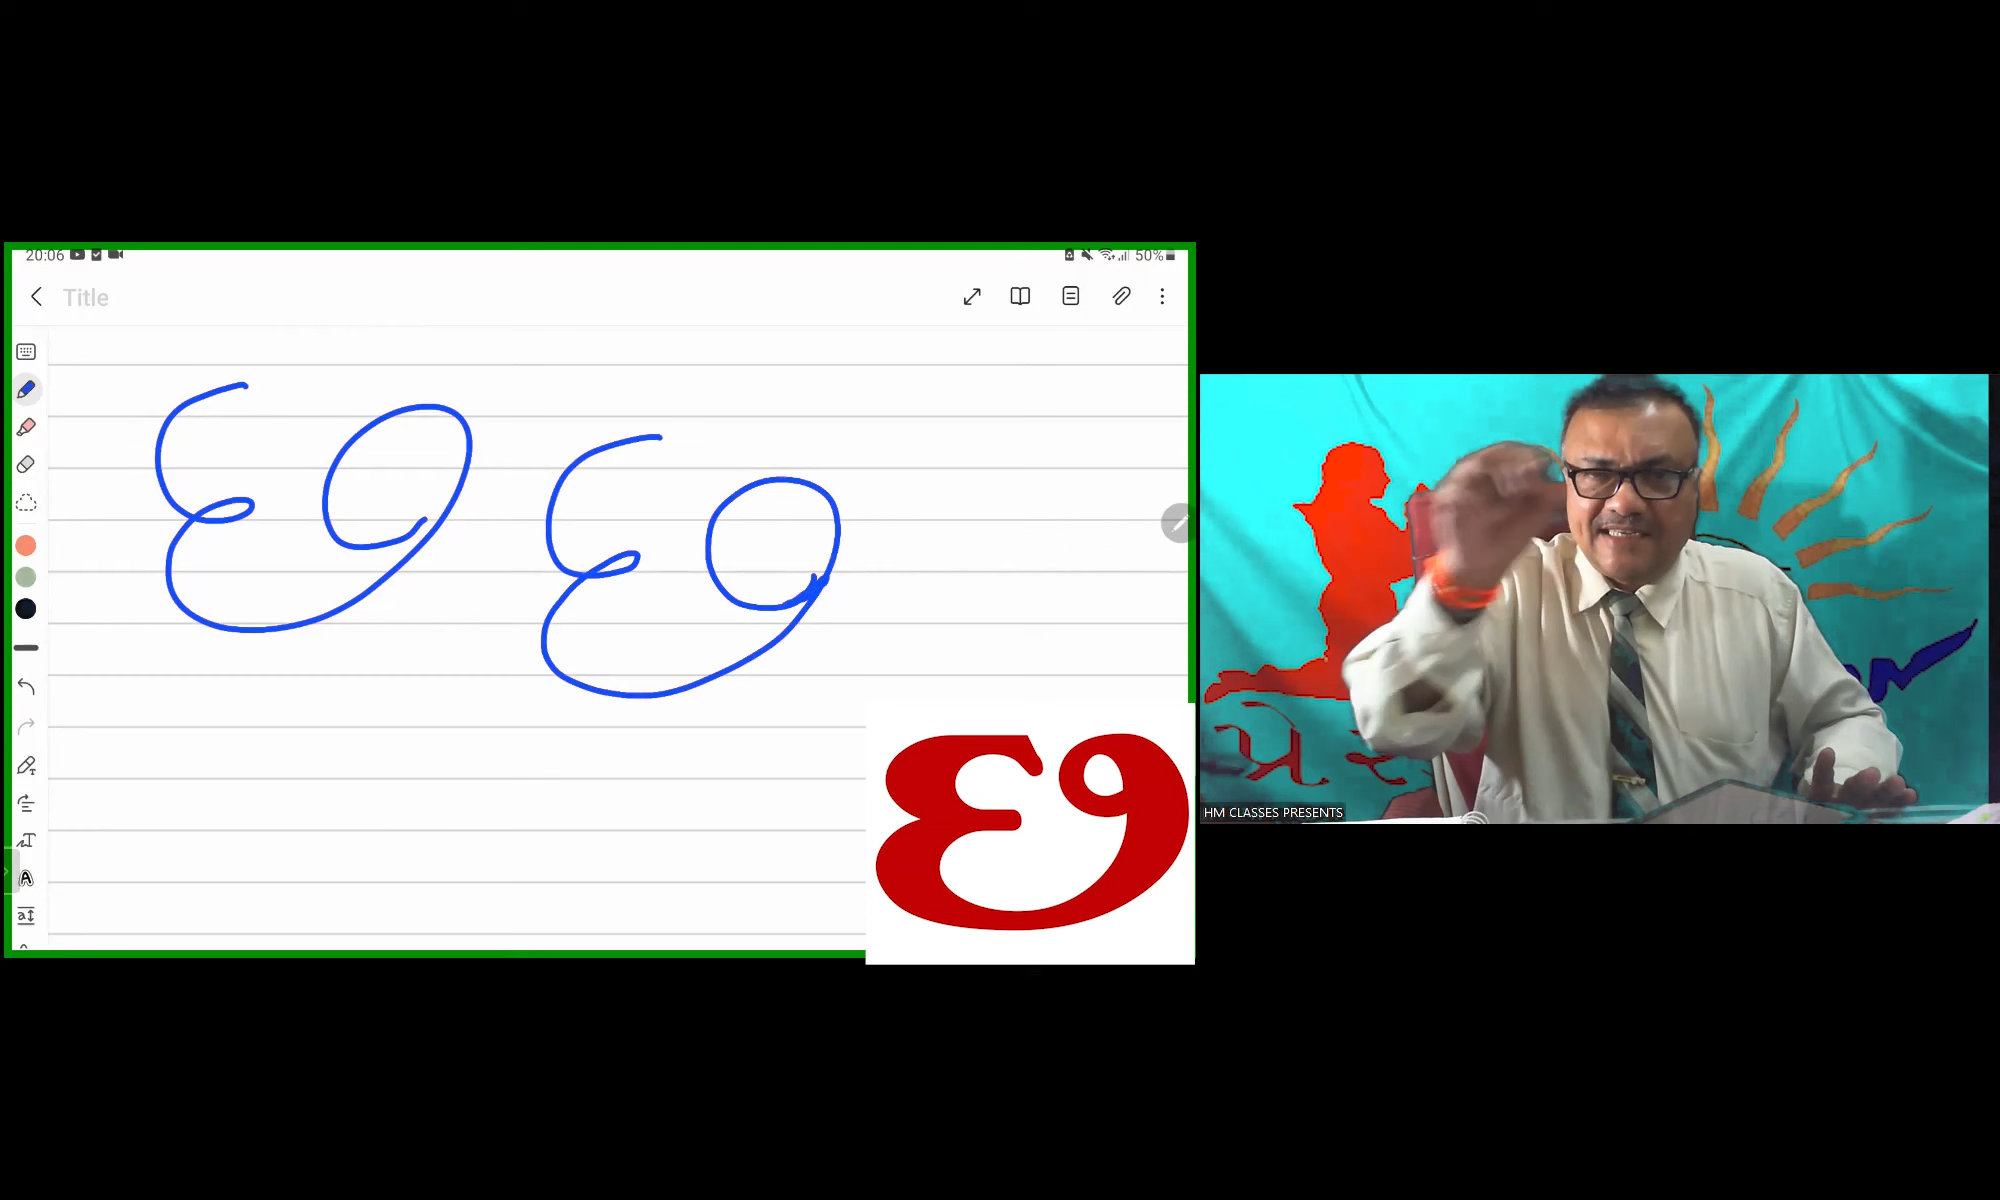 20:06 50%
Title
છ છ
છ
HM CLASSES PRESENTS